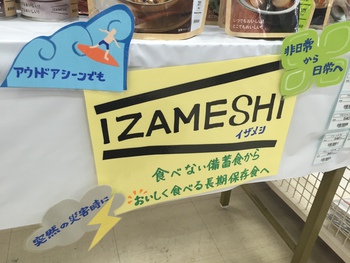 アウトドアシーンでも
非日常
から
日常へ
IZAMESHI
イザメシ
食べない備蓄食から
おいしく食べる長期保存食へ
突然の災害時に